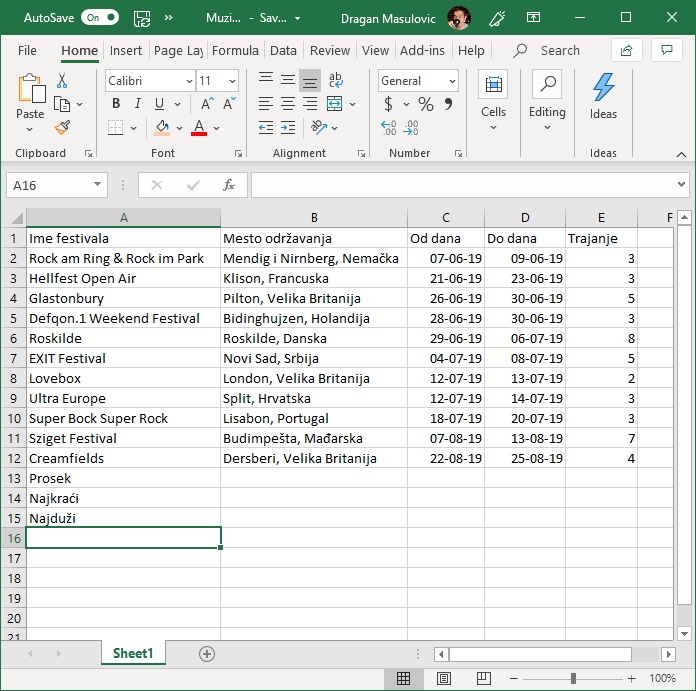 AutoSave On » Muzi... - Sav... Dragan Masulovic
File Home Insert Page Lay Formula Data Review View Add-ins Help Search
Calibri 11 ab General
Paste B I U A A $ % Cells Editing Ideas
Clipboard Font Alignment Number Ideas
A16 fx
A B C D E F
1 Ime festivala Mesto održavanja Od dana Do dana Trajanje
2 Rock am Ring & Rock im Park Mendig i Nirnberg, Nemačka 07-06-19 09-06-19 3
3 Hellfest Open Air Klison, Francuska 21-06-19 23-06-19 3
4 Glastonbury Pilton, Velika Britanija 26-06-19 30-06-19 5
5 Defqon.1 Weekend Festival Bidinghujzen, Holandija 28-06-19 30-06-19 3
6 Roskilde Roskilde, Danska 29-06-19 06-07-19 8
7 EXIT Festival Novi Sad, Srbija 04-07-19 08-07-19 5
8 Lovebox London, Velika Britanija 12-07-19 13-07-19 2
9 Ultra Europe Split, Hrvatska 12-07-19 14-07-19 3
10 Super Bock Super Rock Lisabon, Portugal 18-07-19 20-07-19 3
11 Sziget Festival Budimpešta, Mađarska 07-08-19 13-08-19 7
12 Creamfields Dersberi, Velika Britanija 22-08-19 25-08-19 4
13 Prosek
14 Najkraći
15 Najduži
16
17
18
19
20
21
Sheet1
100%